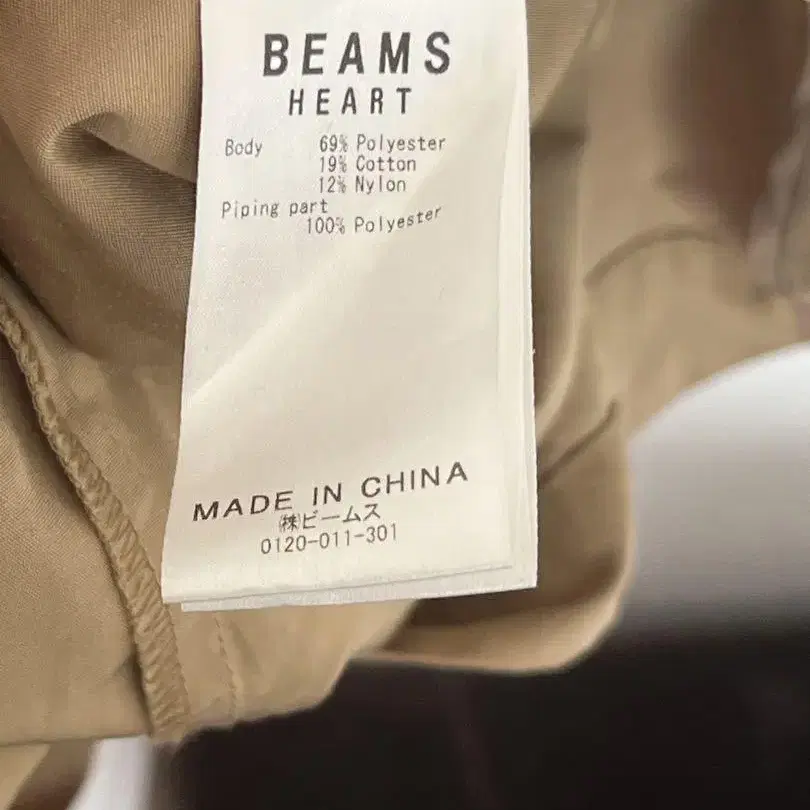 BEAMS
HEART
Body 69% Polyester
19% Cotton
12% Nylon
Piping part
100% Polyester
MADE IN CHINA
㈱ビームス
0120-011-301